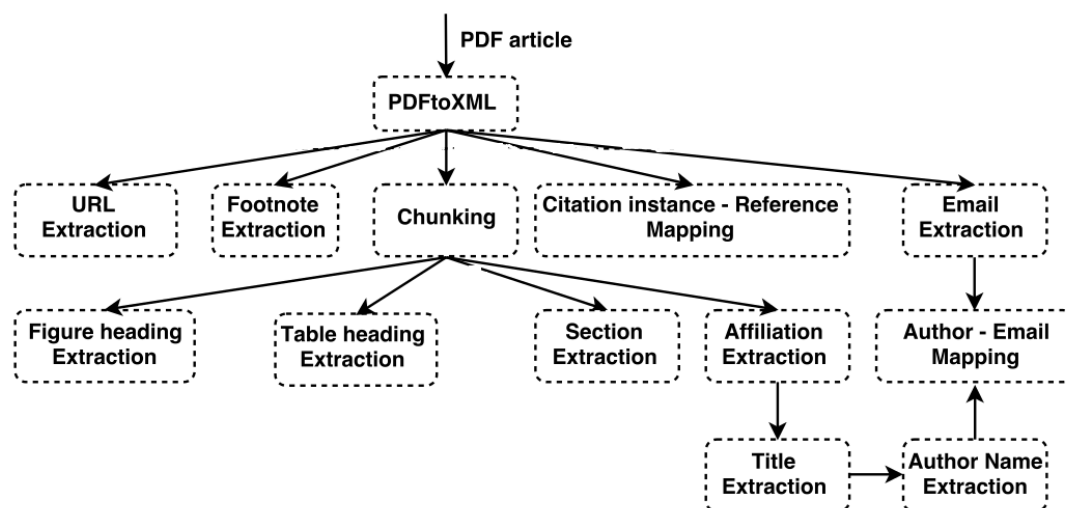 PDF article
PDFtoXML
URL
Extraction
Footnote
Extraction
Chunking
Citation instance - Reference
Mapping
Email
Extraction
Figure heading
Extraction
Table heading
Extraction
Section
Extraction
Affiliation
Extraction
Author - Email
Mapping
Title
Extraction
Author Name
Extraction